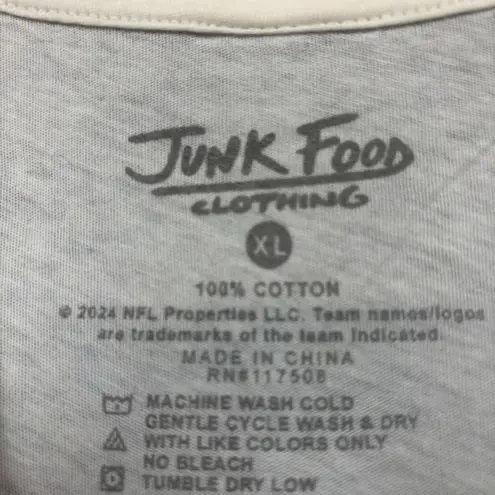 JUNK FOOD
CLOTHING
XL
100% COTTON
© 2024 NFL Properties LLC. Team names/logos
are trademarks of the team indicated.
MADE IN CHINA
RN#117508
MACHINE WASH COLD
GENTLE CYCLE WASH & DRY
WITH LIKE COLORS ONLY
NO BLEACH
TUMBLE DRY LOW